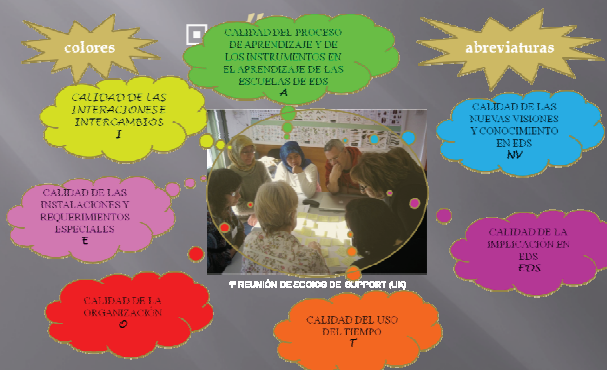 colores
CALIDAD DEL PROCESO
DE APRENDIZAJE Y DE
LOS INSTRUMENTOS EN
EL APRENDIZAJE DE LAS
ESCUELAS DE EDS
A
abreviaturas
CALIDAD DE LAS
INTERACIONES E
INTERCAMBIOS
I
CALIDAD DE LAS
NUEVAS VISIONES
Y CONOCIMIENTO
EN EDS
NV
CALIDAD DE LAS
INSTALACIONES Y
REQUERIMIENTOS
ESPECIALES
E
CALIDAD DE LA
IMPLICACION EN
EDS
EDS
REUNIÓN DE ECOIOS DE SUPPORT (UK)
CALIDAD DE LA
ORGANIZACIÓN
O
CALIDAD DEL USO
DEL TIEMPO
T